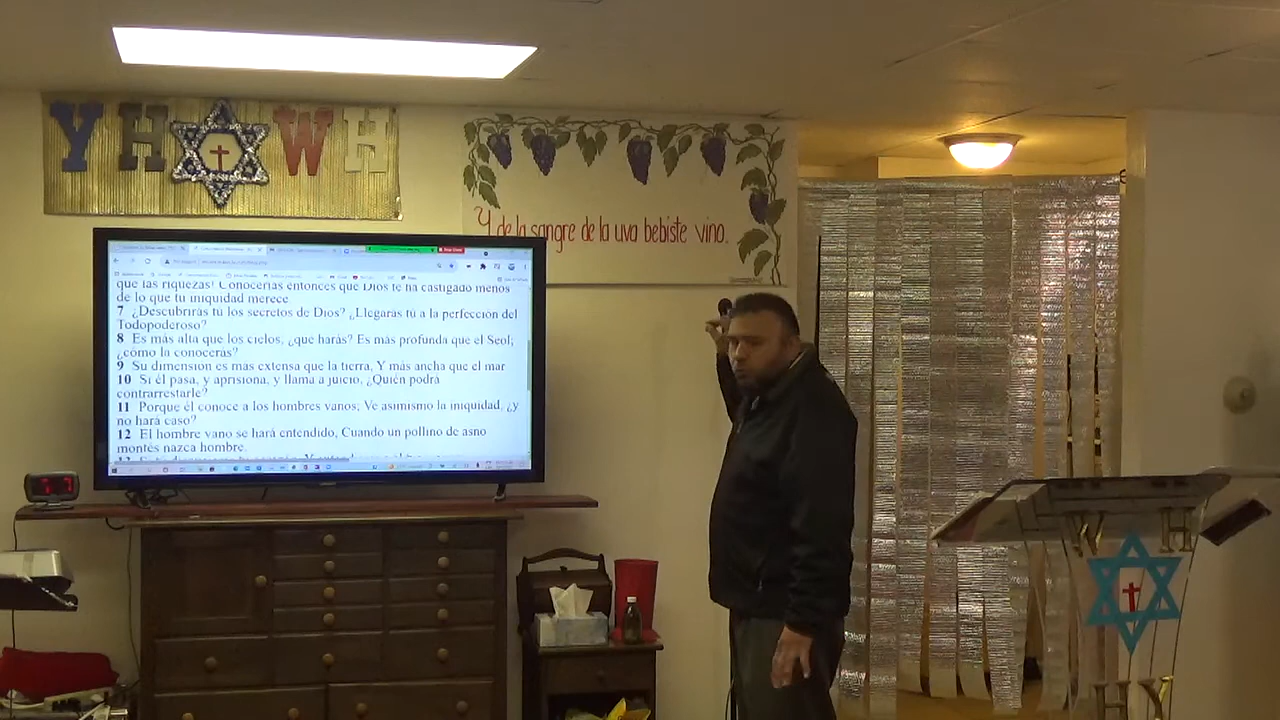 YH WH
Y de la sangre de la uva bebiste vino.
que las riquezas! Conocerías entonces que Dios te ha castigado menos
de lo que tu iniquidad merece.
7 ¿Descubrirás tú los secretos de Dios? ¿Llegarás tú a la perfección del
Todopoderoso?
8 Es más alta que los cielos; ¿qué harás? Es más profunda que el Seol;
¿cómo la conocerás?
9 Su dimensión es más extensa que la tierra, Y más ancha que el mar
10 Si él pasa, y aprisiona, y llama a juicio, ¿Quién podrá
contrarrestarle?
11 Porque él conoce a los hombres vanos; Ve asimismo la iniquidad, ¿y
no hará caso?
12 El hombre vano se hará entendido, Cuando un pollino de asno
montés nazca hombre.
W H
HY